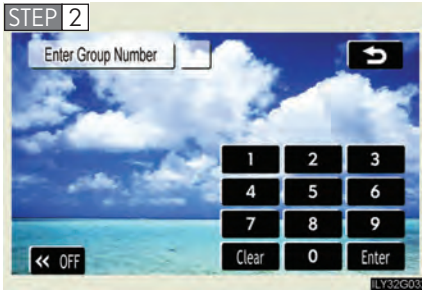 STEP 2
Enter Group Number
1 2 3
4 5 6
7 8 9
« OFF Clear 0 Enter
ILY32G03